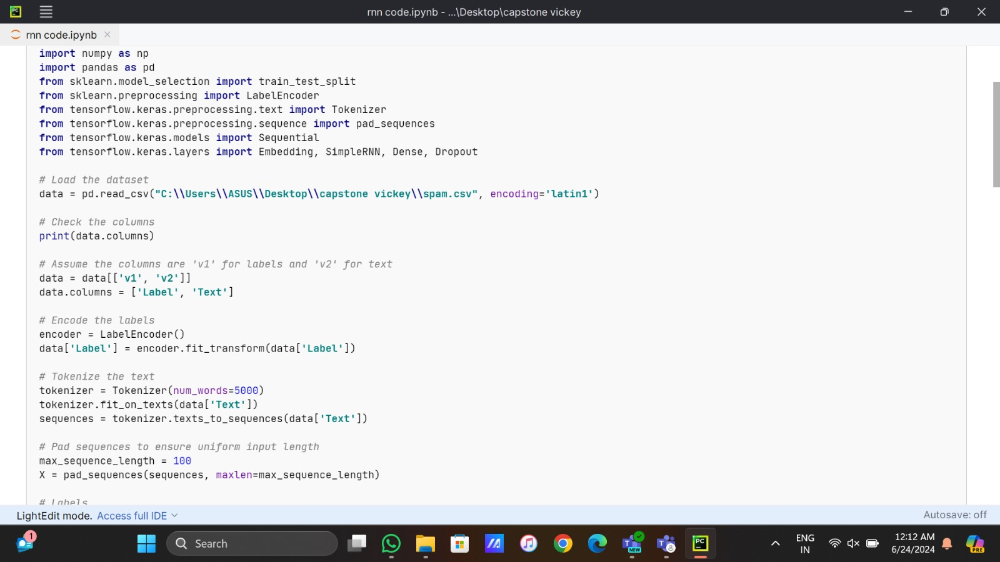 PC
rnn code.ipynb - ...\Desktop\capstone vickey
rnn code.ipynb
import numpy as np
import pandas as pd
from sklearn.model_selection import train_test_split
from sklearn.preprocessing import LabelEncoder
from tensorflow.keras.preprocessing.text import Tokenizer
from tensorflow.keras.preprocessing.sequence import pad_sequences
from tensorflow.keras.models import Sequential
from tensorflow.keras.layers import Embedding, SimpleRNN, Dense, Dropout
# Load the dataset
data = pd.read_csv("C:\\Users\\ASUS\\Desktop\\capstone vickey\\spam.csv", encoding='latin1')
# Check the columns
print(data.columns)
# Assume the columns are 'v1' for labels and 'v2' for text
data = data[['v1', 'v2']]
data.columns = ['Label', 'Text']
# Encode the labels
encoder = LabelEncoder()
data['Label'] = encoder.fit_transform(data['Label'])
# Tokenize the text
tokenizer = Tokenizer(num_words=5000)
tokenizer.fit_on_texts(data['Text'])
sequences = tokenizer.texts_to_sequences(data['Text'])
# Pad sequences to ensure uniform input length
max_sequence_length = 100
X = pad_sequences(sequences, maxlen=max_sequence_length)
# Labels
LightEdit mode. Access full IDE
Autosave: off
1
Search
T
NEW
T
PC
ENG
IN
12:12 AM
6/24/2024
PRE